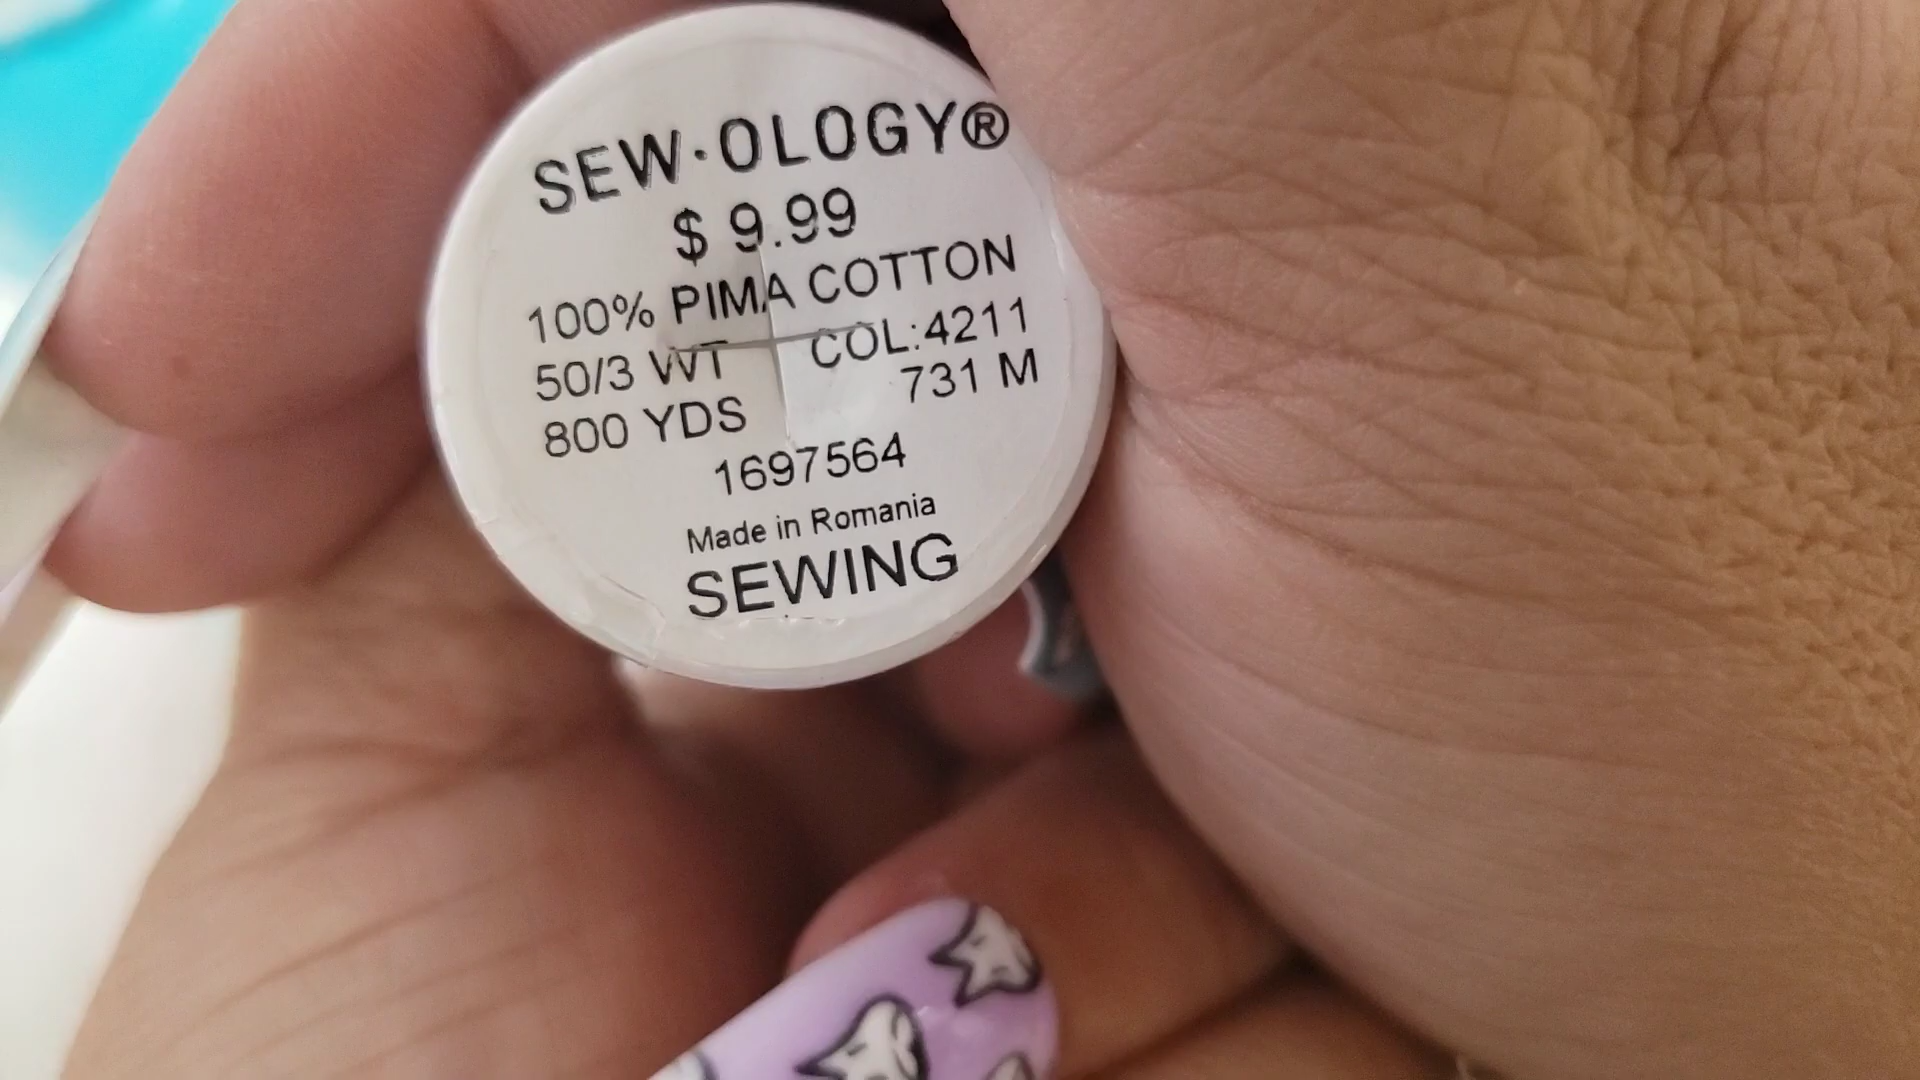 SEW·OLOGY®
$ 9.99
100% PIMA COTTON
50/3 WT COL:4211
800 YDS 731 M
1697564
Made in Romania
SEWING